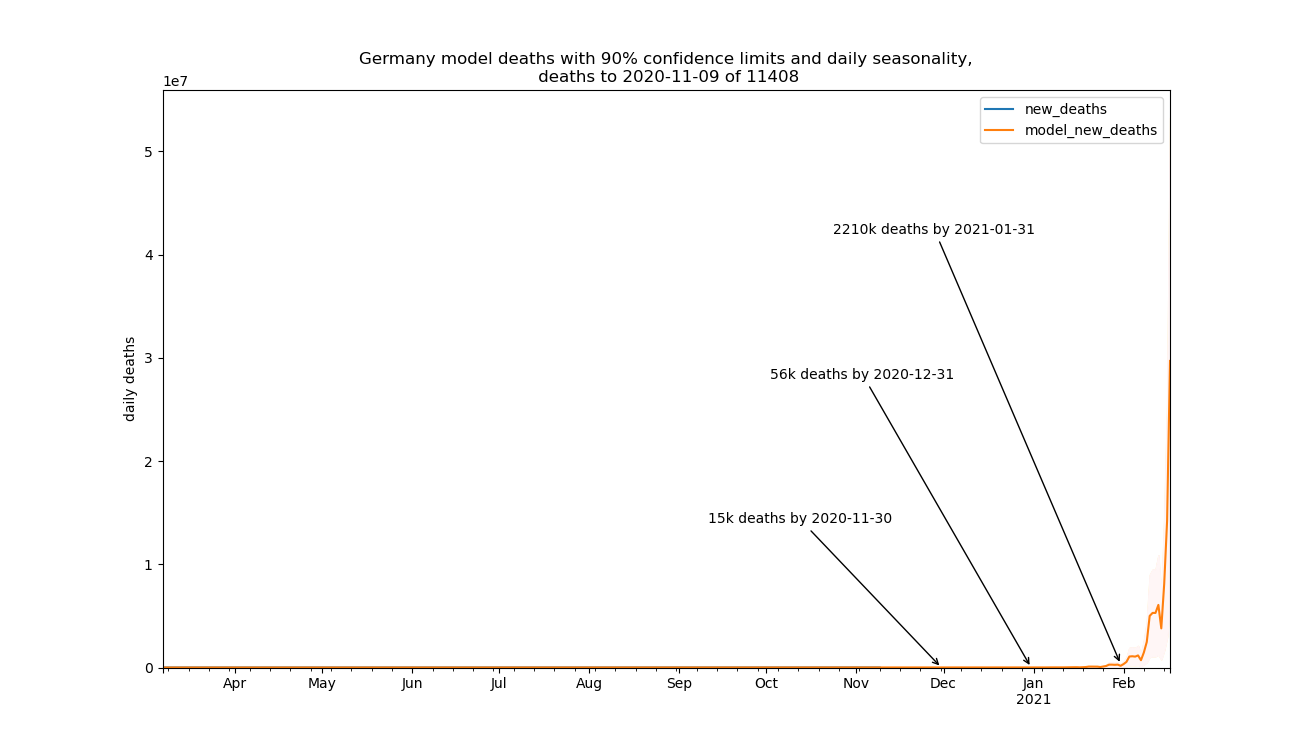 Germany model deaths with 90% confidence limits and daily seasonality,
deaths to 2020-11-09 of 11408
1e7
new_deaths
model_new_deaths
5
4
3
2
1
0
daily deaths
2210k deaths by 2021-01-31
56k deaths by 2020-12-31
15k deaths by 2020-11-30
Apr May Jun Jul Aug Sep Oct Nov Dec Jan Feb
2021